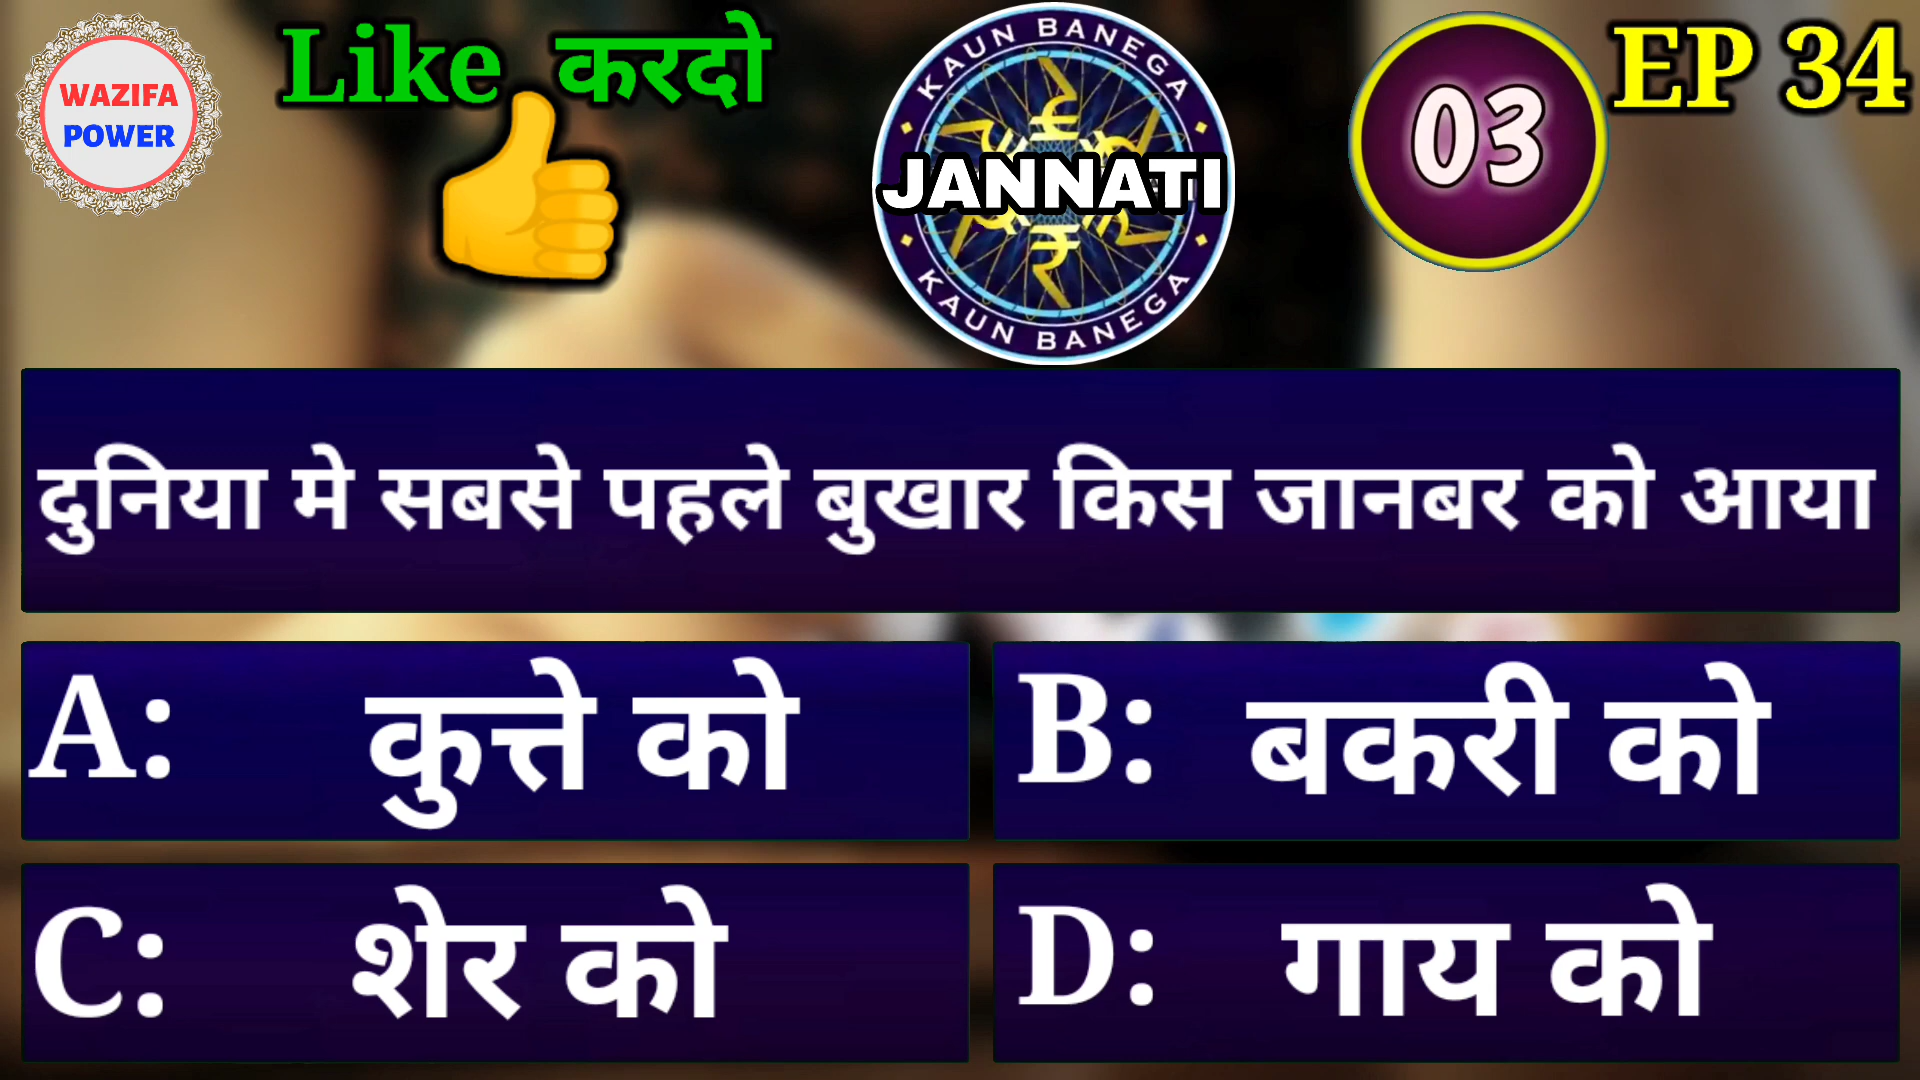 WAZIFA
POWER
Like करदो
KAUN BANEGA
JANNATI
KAUN BANEGA
03
EP 34
दुनिया मे सबसे पहले बुखार किस जानबर को आया
A: कुत्ते को
B: बकरी को
C: शेर को
D: गाय को